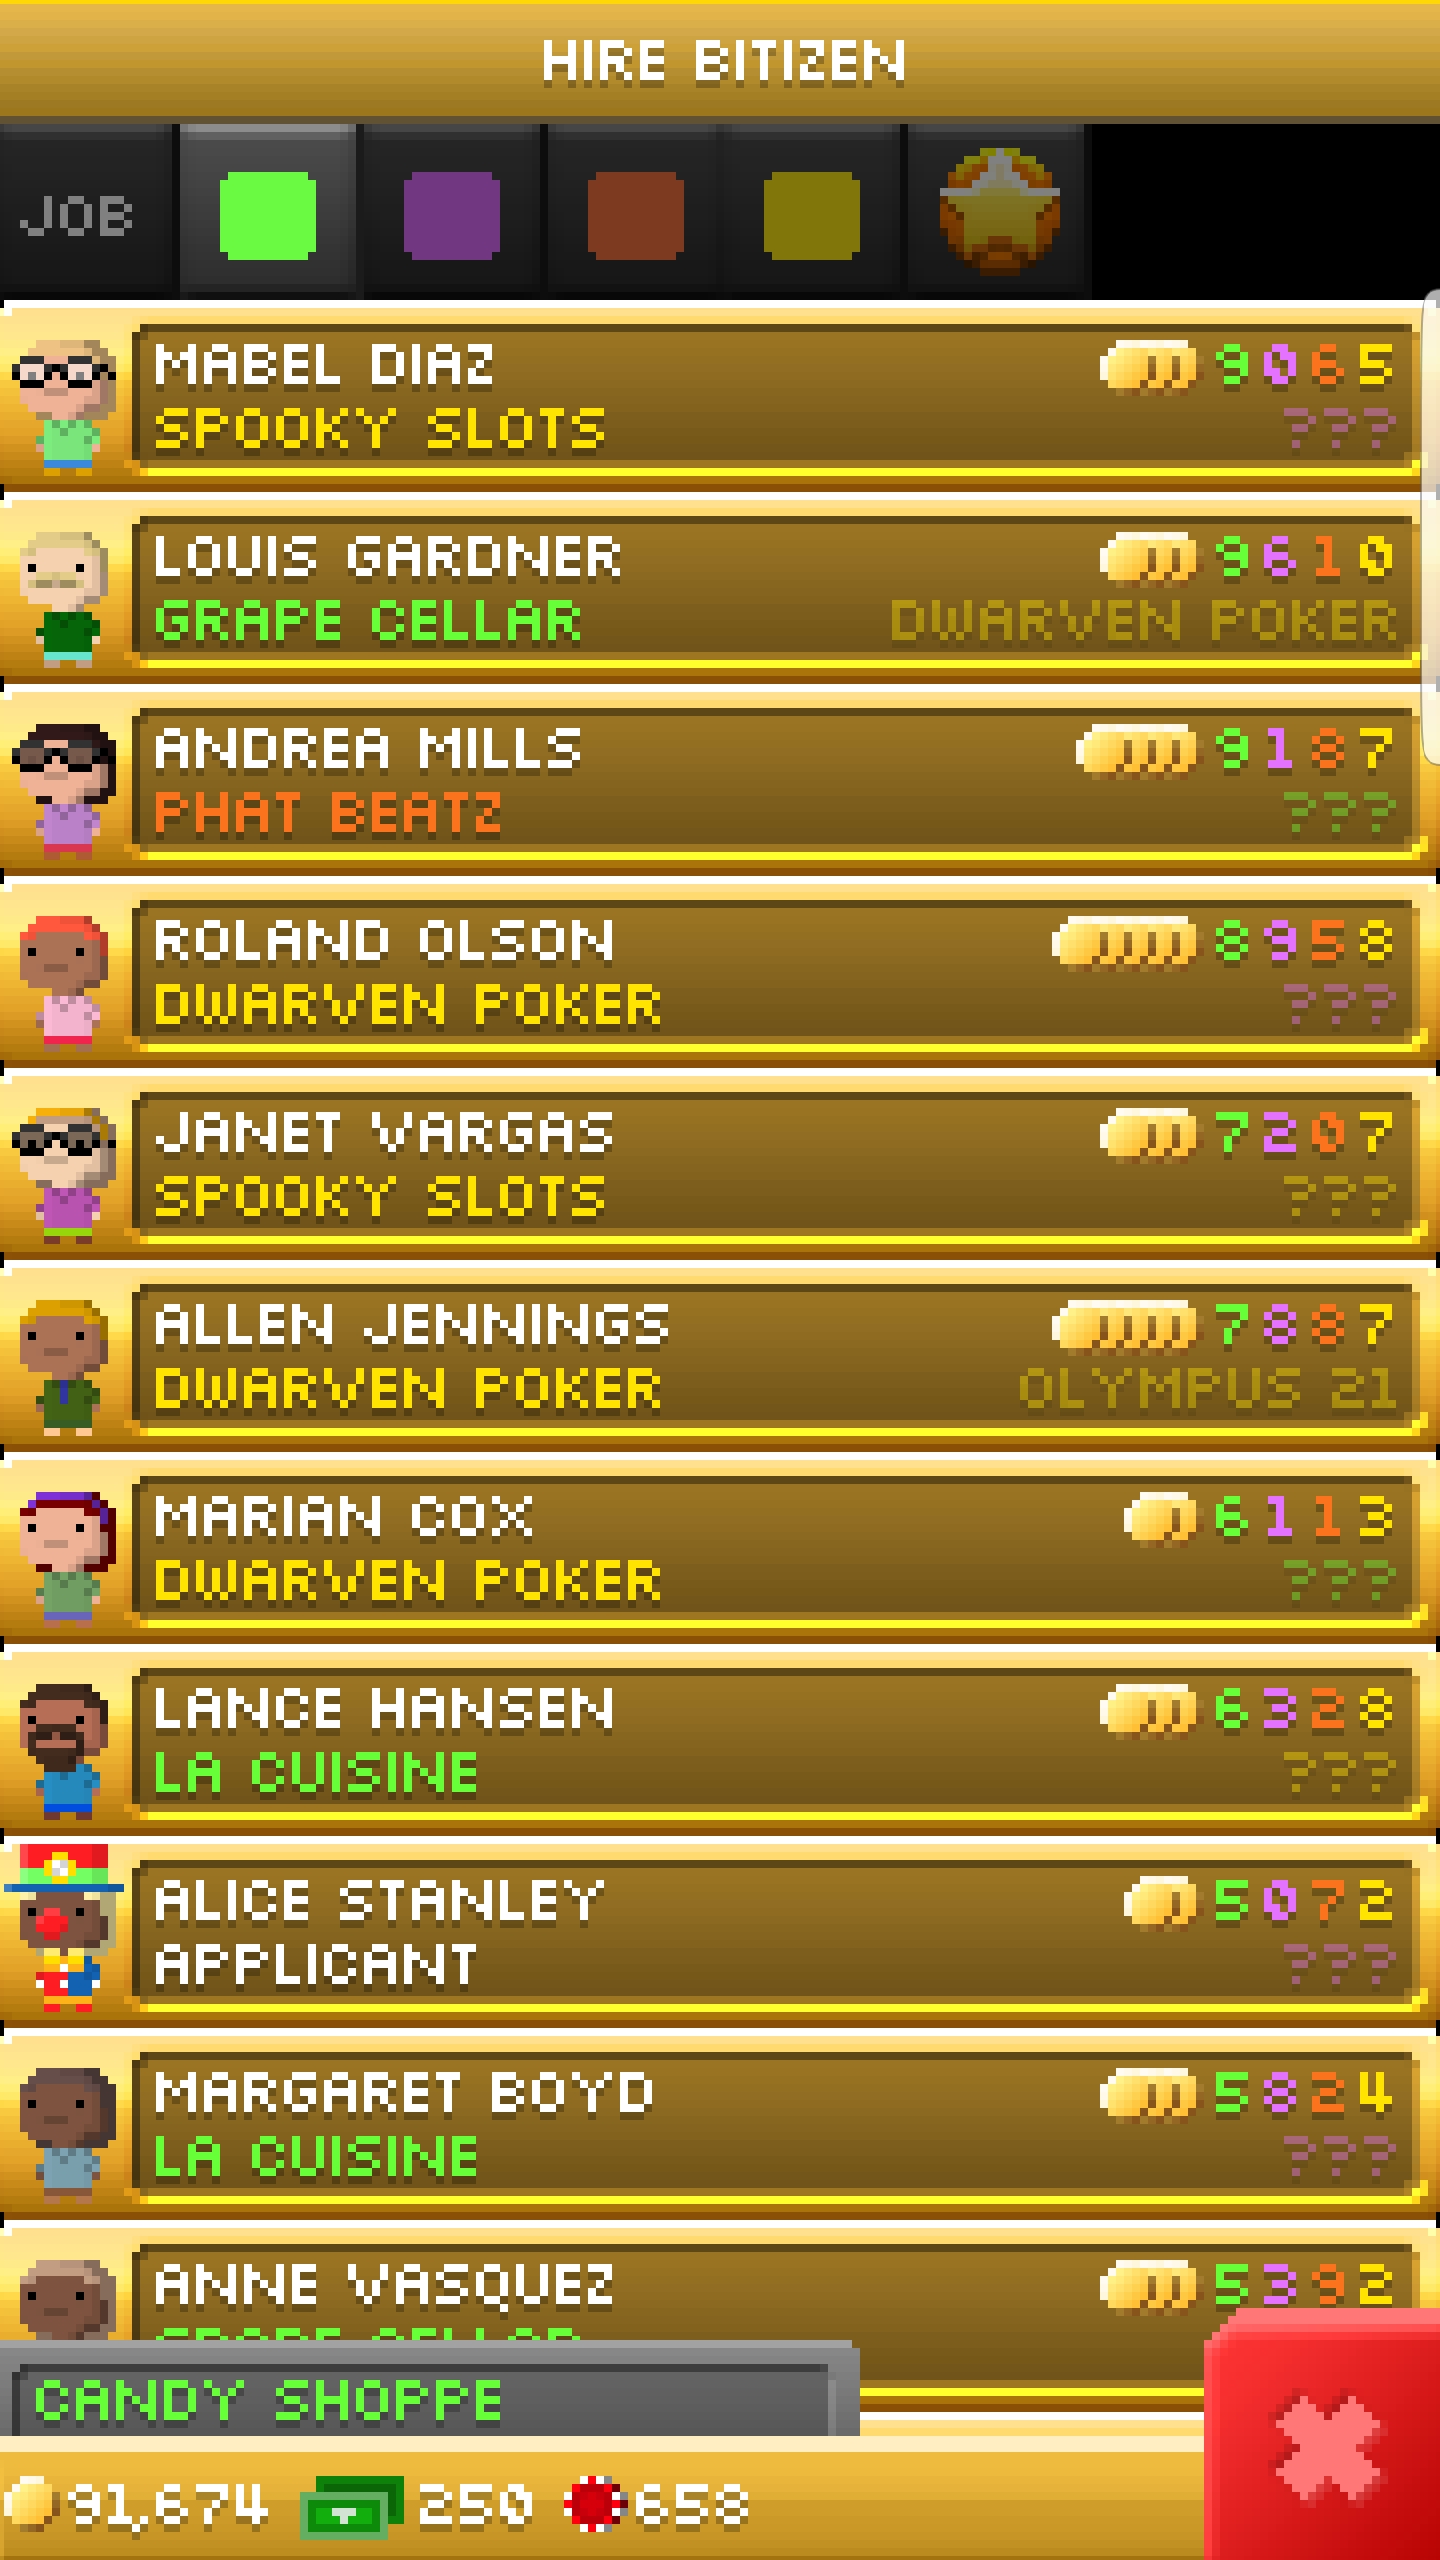 HIRE BITIZEN
JOB
MABEL DIAZ 9065
SPOOKY SLOTS ???
LOUIS GARDNER 9610
GRAPE CELLAR DWARVEN POKER
ANDREA MILLS 9187
PHAT BEATZ ???
ROLAND OLSON 8958
DWARVEN POKER ???
JANET VARGAS 7207
SPOOKY SLOTS ???
ALLEN JENNINGS 7887
DWARVEN POKER OLYMPUS 21
MARIAN COX 6113
DWARVEN POKER ???
LANCE HANSEN 6328
LA CUISINE ???
ALICE STANLEY 5072
APPLICANT ???
MARGARET BOYD 5824
LA CUISINE ???
ANNE VASQUEZ 5392
GRAPE CELLAR
CANDY SHOPPE
91,674 250 658